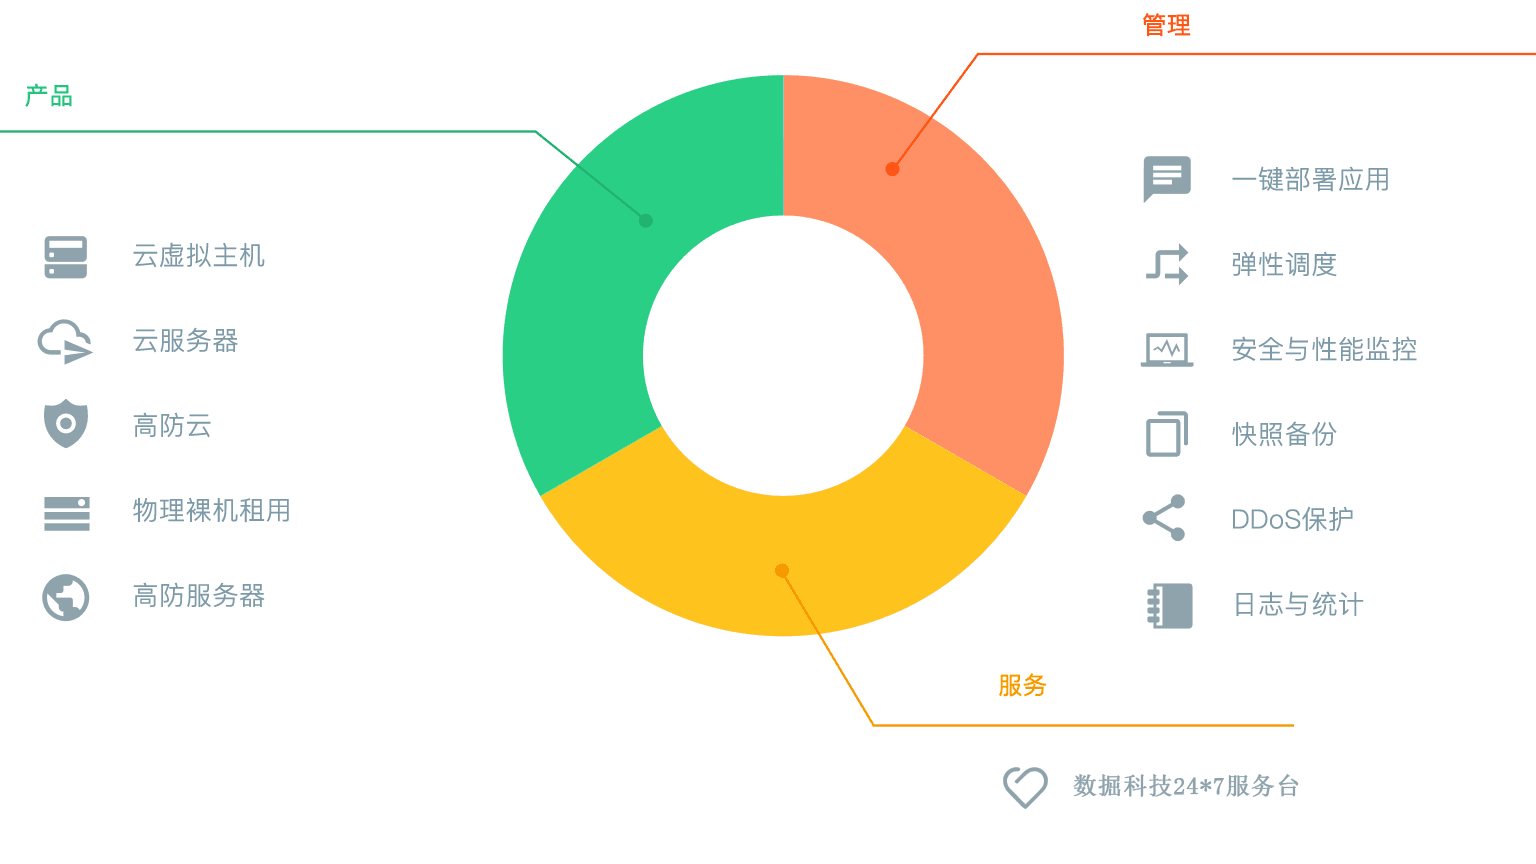 管理
产品
云虚拟主机
云服务器
高防云
物理裸机租用
高防服务器
一键部署应用
弹性调度
安全与性能监控
快照备份
DDoS保护
日志与统计
服务
数据科技24*7服务台